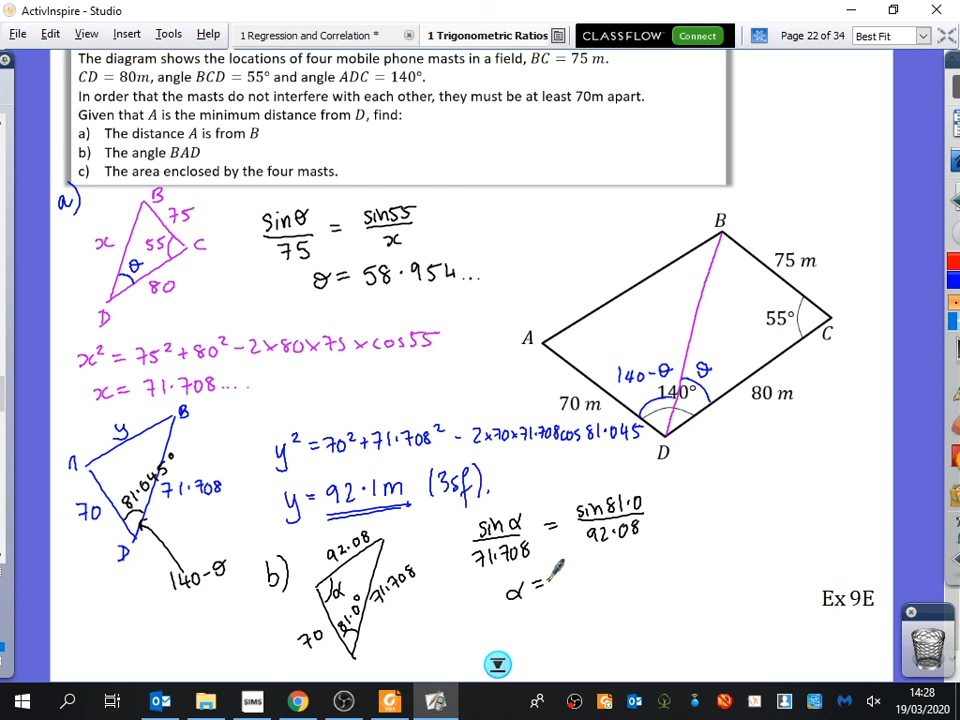 ActivInspire - Studio
File Edit View Insert Tools Help
1 Regression and Correlation *
1 Trigonometric Ratios
CLASSFLOW Connect
Page 22 of 34
Best Fit
The diagram shows the locations of four mobile phone masts in a field, BC = 75 m.
CD = 80m, angle BCD = 55° and angle ADC = 140°.
In order that the masts do not interfere with each other, they must be at least 70m apart.
Given that A is the minimum distance from D, find:
a) The distance A is from B
b) The angle BAD
c) The area enclosed by the four masts.
a)
B
75
x
55
C
θ
80
D
sinθ/75 = sin55/x
θ = 58.954...
x² = 75² + 80² - 2×80×75×cos55
x = 71.708....
B
75 m
55°
A
C
140-θ
θ
140°
70 m
80 m
D
B
y
A
81.045°
71.708
70
D
140-θ
y² = 70² + 71.708² - 2×70×71.708cos81.045
y = 92.1m (3sf).
b)
92.08
α
71.708
81.0°
70
sinα/71.708 = sin81.0/92.08
α =
Ex 9E
SIMS
14:28
19/03/2020